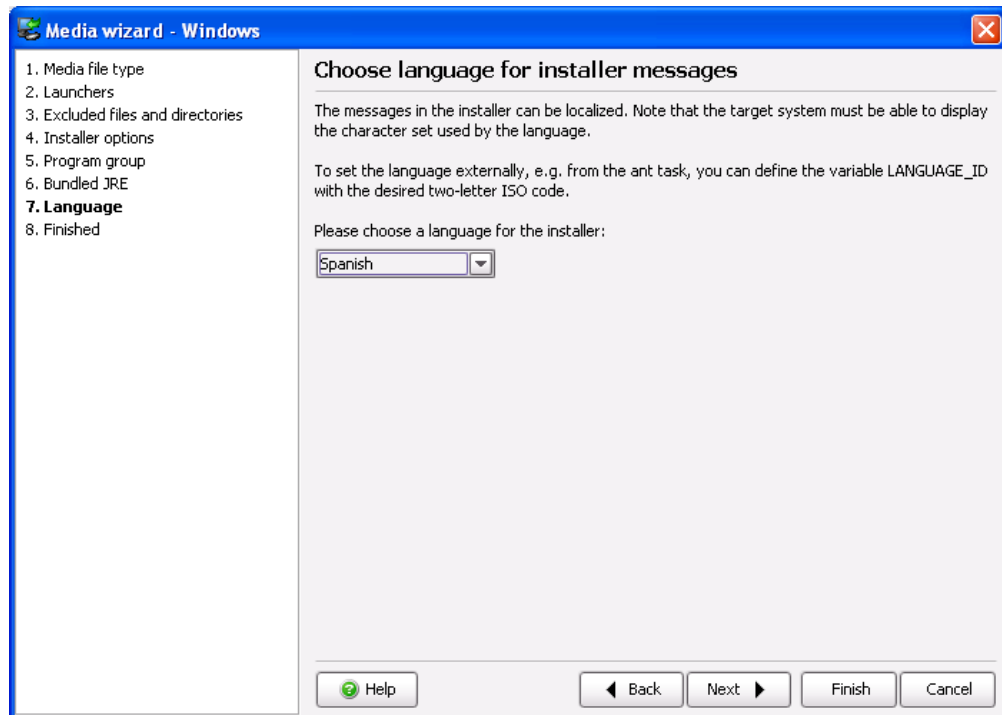 Media wizard - Windows
1. Media file type
2. Launchers
3. Excluded files and directories
4. Installer options
5. Program group
6. Bundled JRE
7. Language
8. Finished
Choose language for installer messages
The messages in the installer can be localized. Note that the target system must be able to display
the character set used by the language.
To set the language externally, e.g. from the ant task, you can define the variable LANGUAGE_ID
with the desired two-letter ISO code.
Please choose a language for the installer:
Spanish
Help
Back
Next
Finish
Cancel